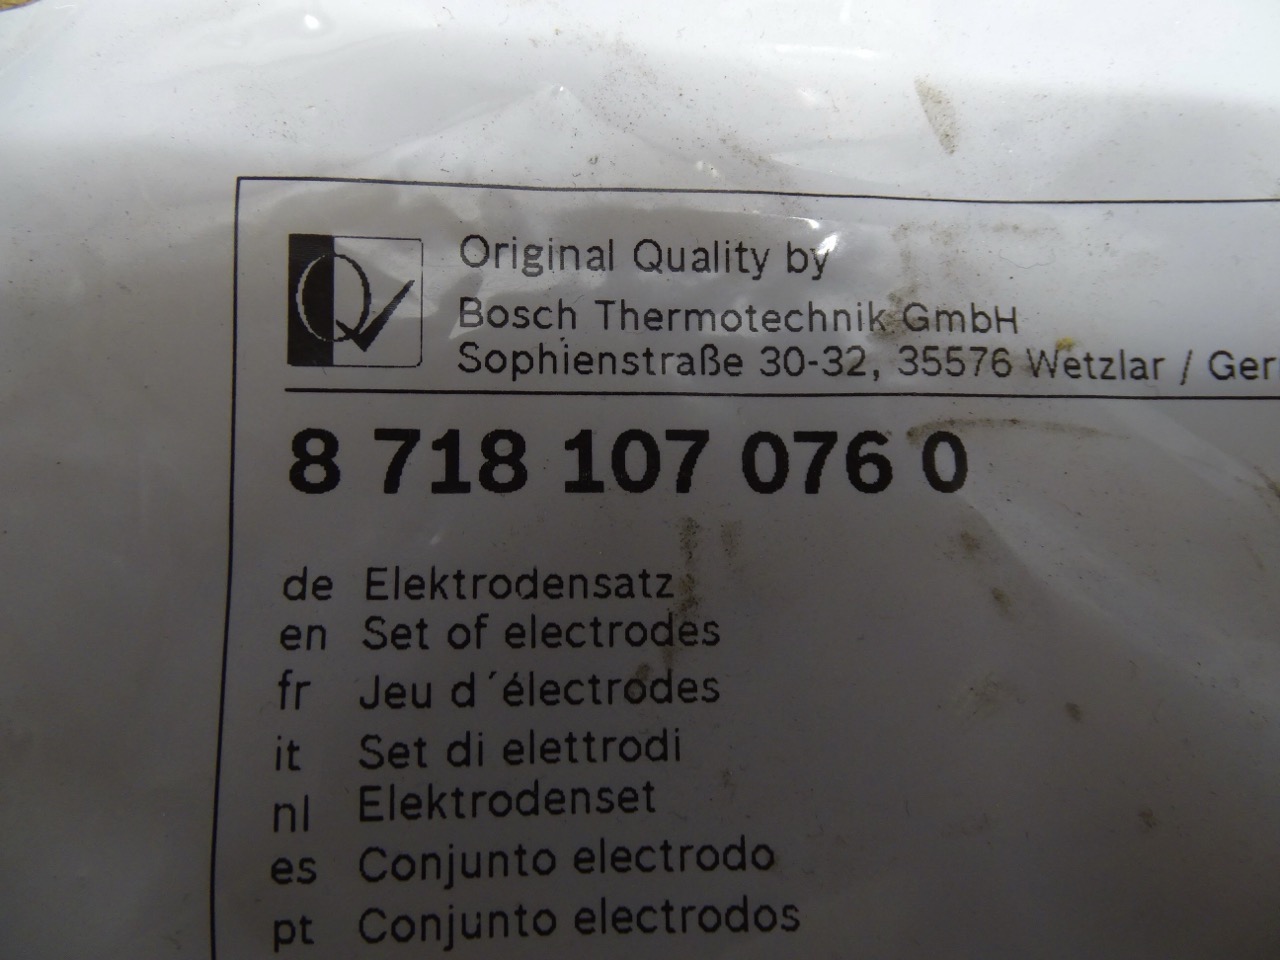 Original Quality by
Bosch Thermotechnik GmbH
Sophienstraße 30-32, 35576 Wetzlar / Ger
8 718 107 076 0
de Elektrodensatz
en Set of electrodes
fr Jeu d´électrodes
it Set di elettrodi
nl Elektrodenset
es Conjunto electrodo
pt Conjunto electrodos